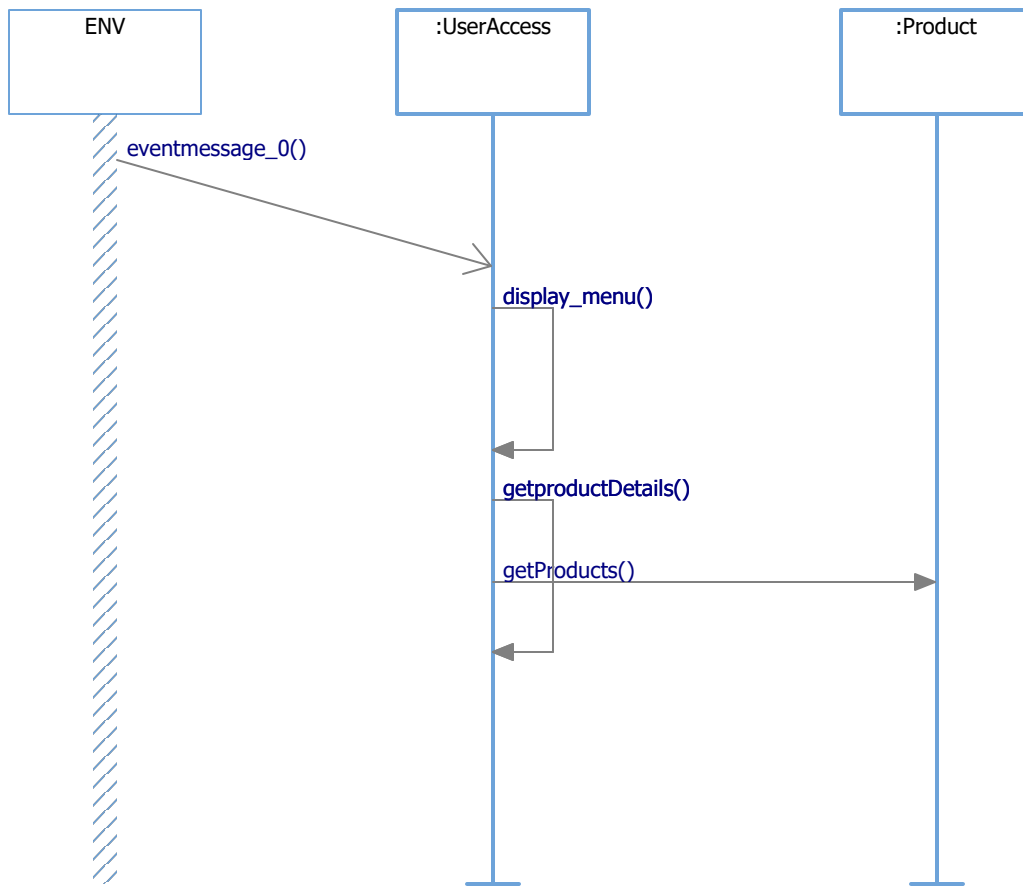 ENV
:UserAccess
:Product
eventmessage_0()
display_menu()
getproductDetails()
getProducts()